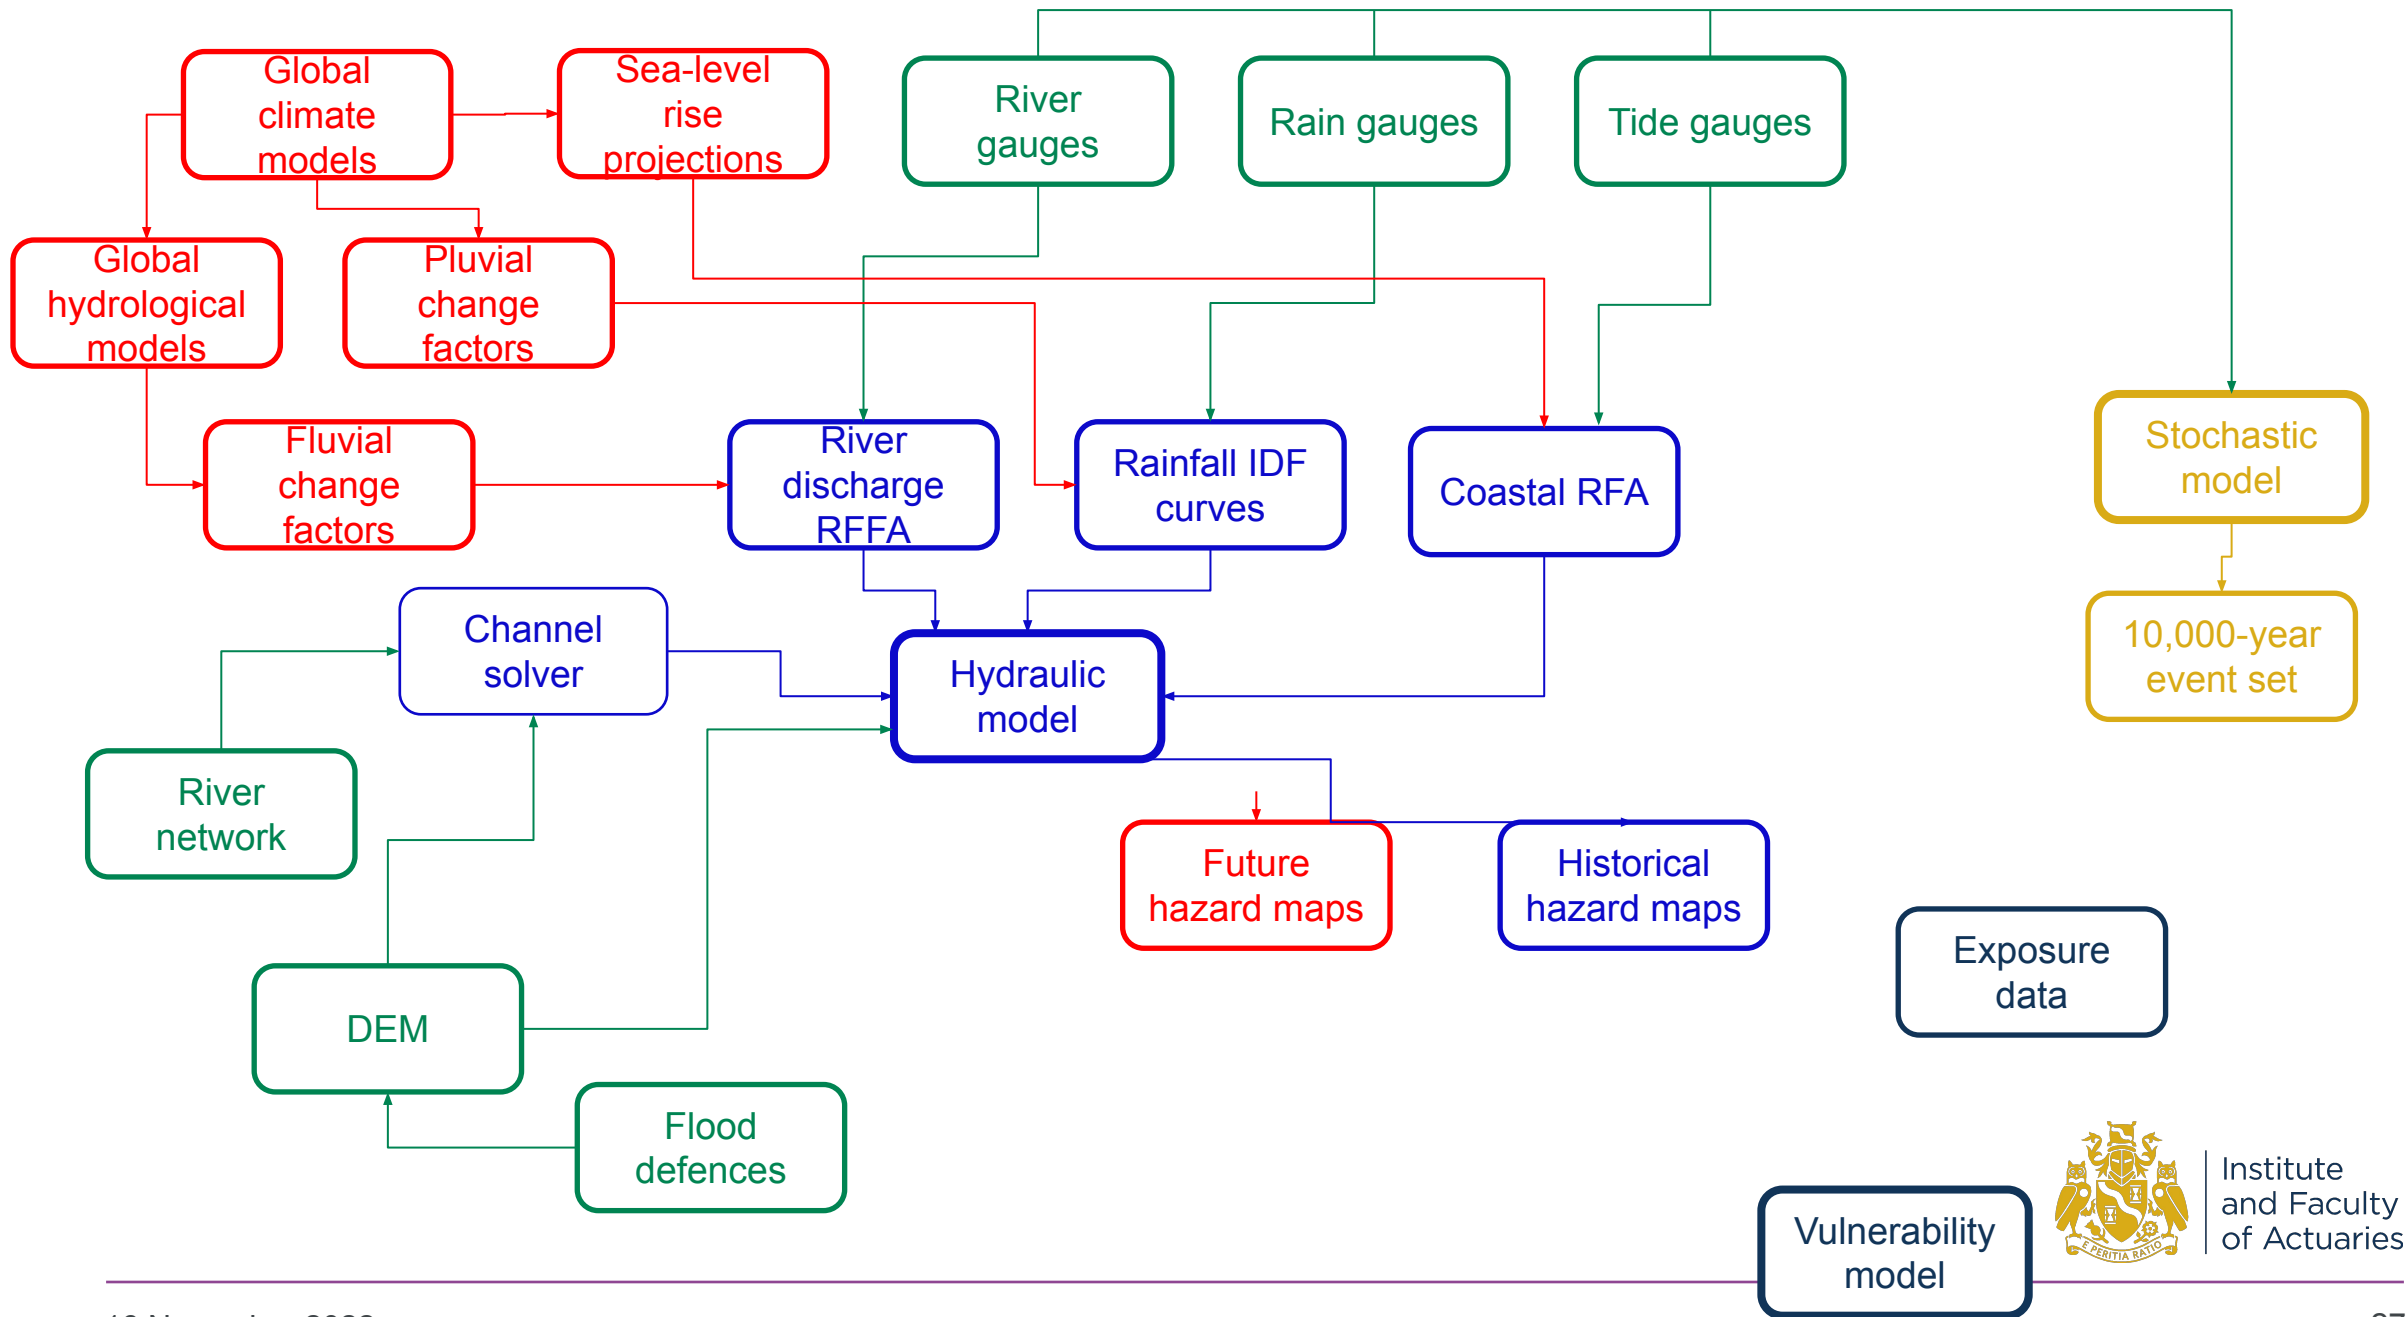 Global
climate
models
Sea-level
rise
projections
River
gauges
Rain gauges
Tide gauges
Global
hydrological
models
Pluvial
change
factors
Fluvial
change
factors
River
discharge
RFFA
Rainfall IDF
curves
Coastal RFA
Stochastic
model
Channel
solver
Hydraulic
model
10,000-year
event set
River
network
Future
hazard maps
Historical
hazard maps
Exposure
data
DEM
Flood
defences
Vulnerability
model
E PERITIA RATIO
Institute
and Faculty
of Actuaries